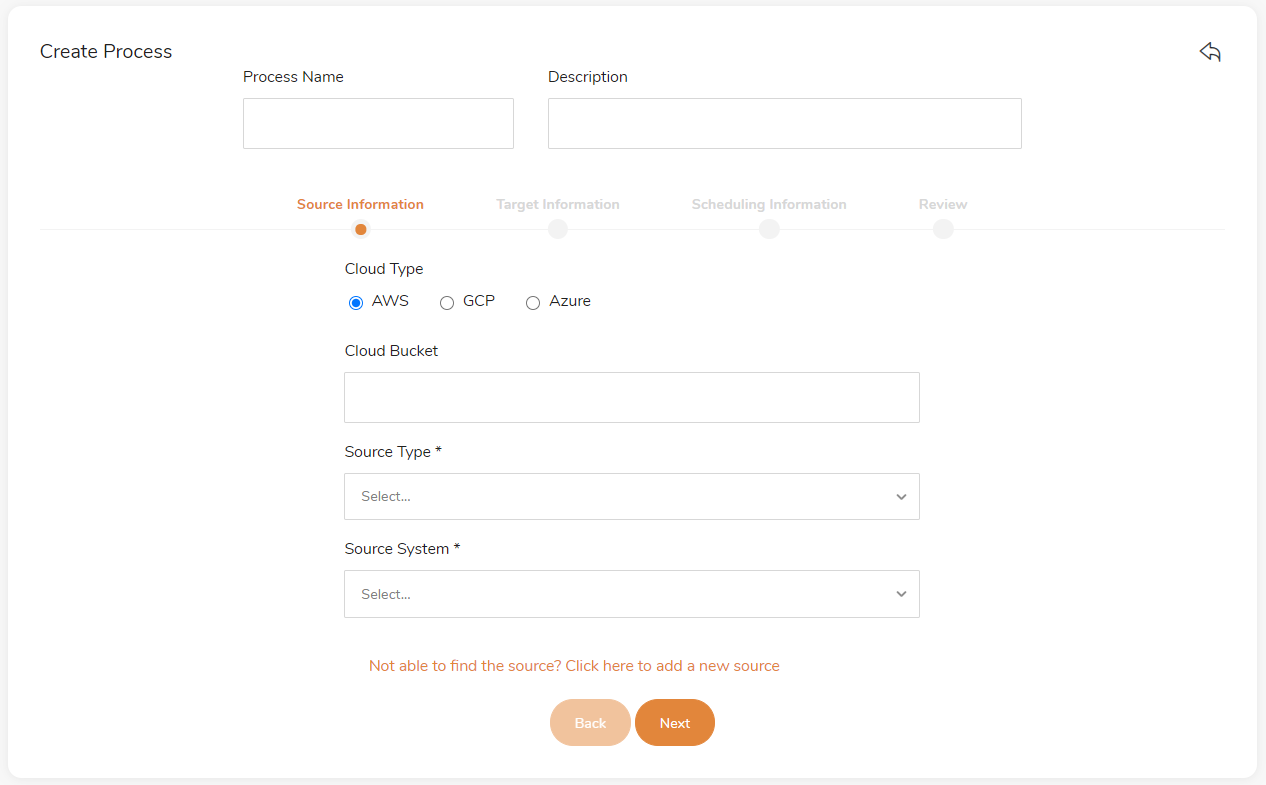 Create Process
Process Name Description
Source Information Target Information Scheduling Information Review
Cloud Type
AWS GCP Azure
Cloud Bucket
Source Type *
Select...
Source System *
Select...
Not able to find the source? Click here to add a new source
Back Next